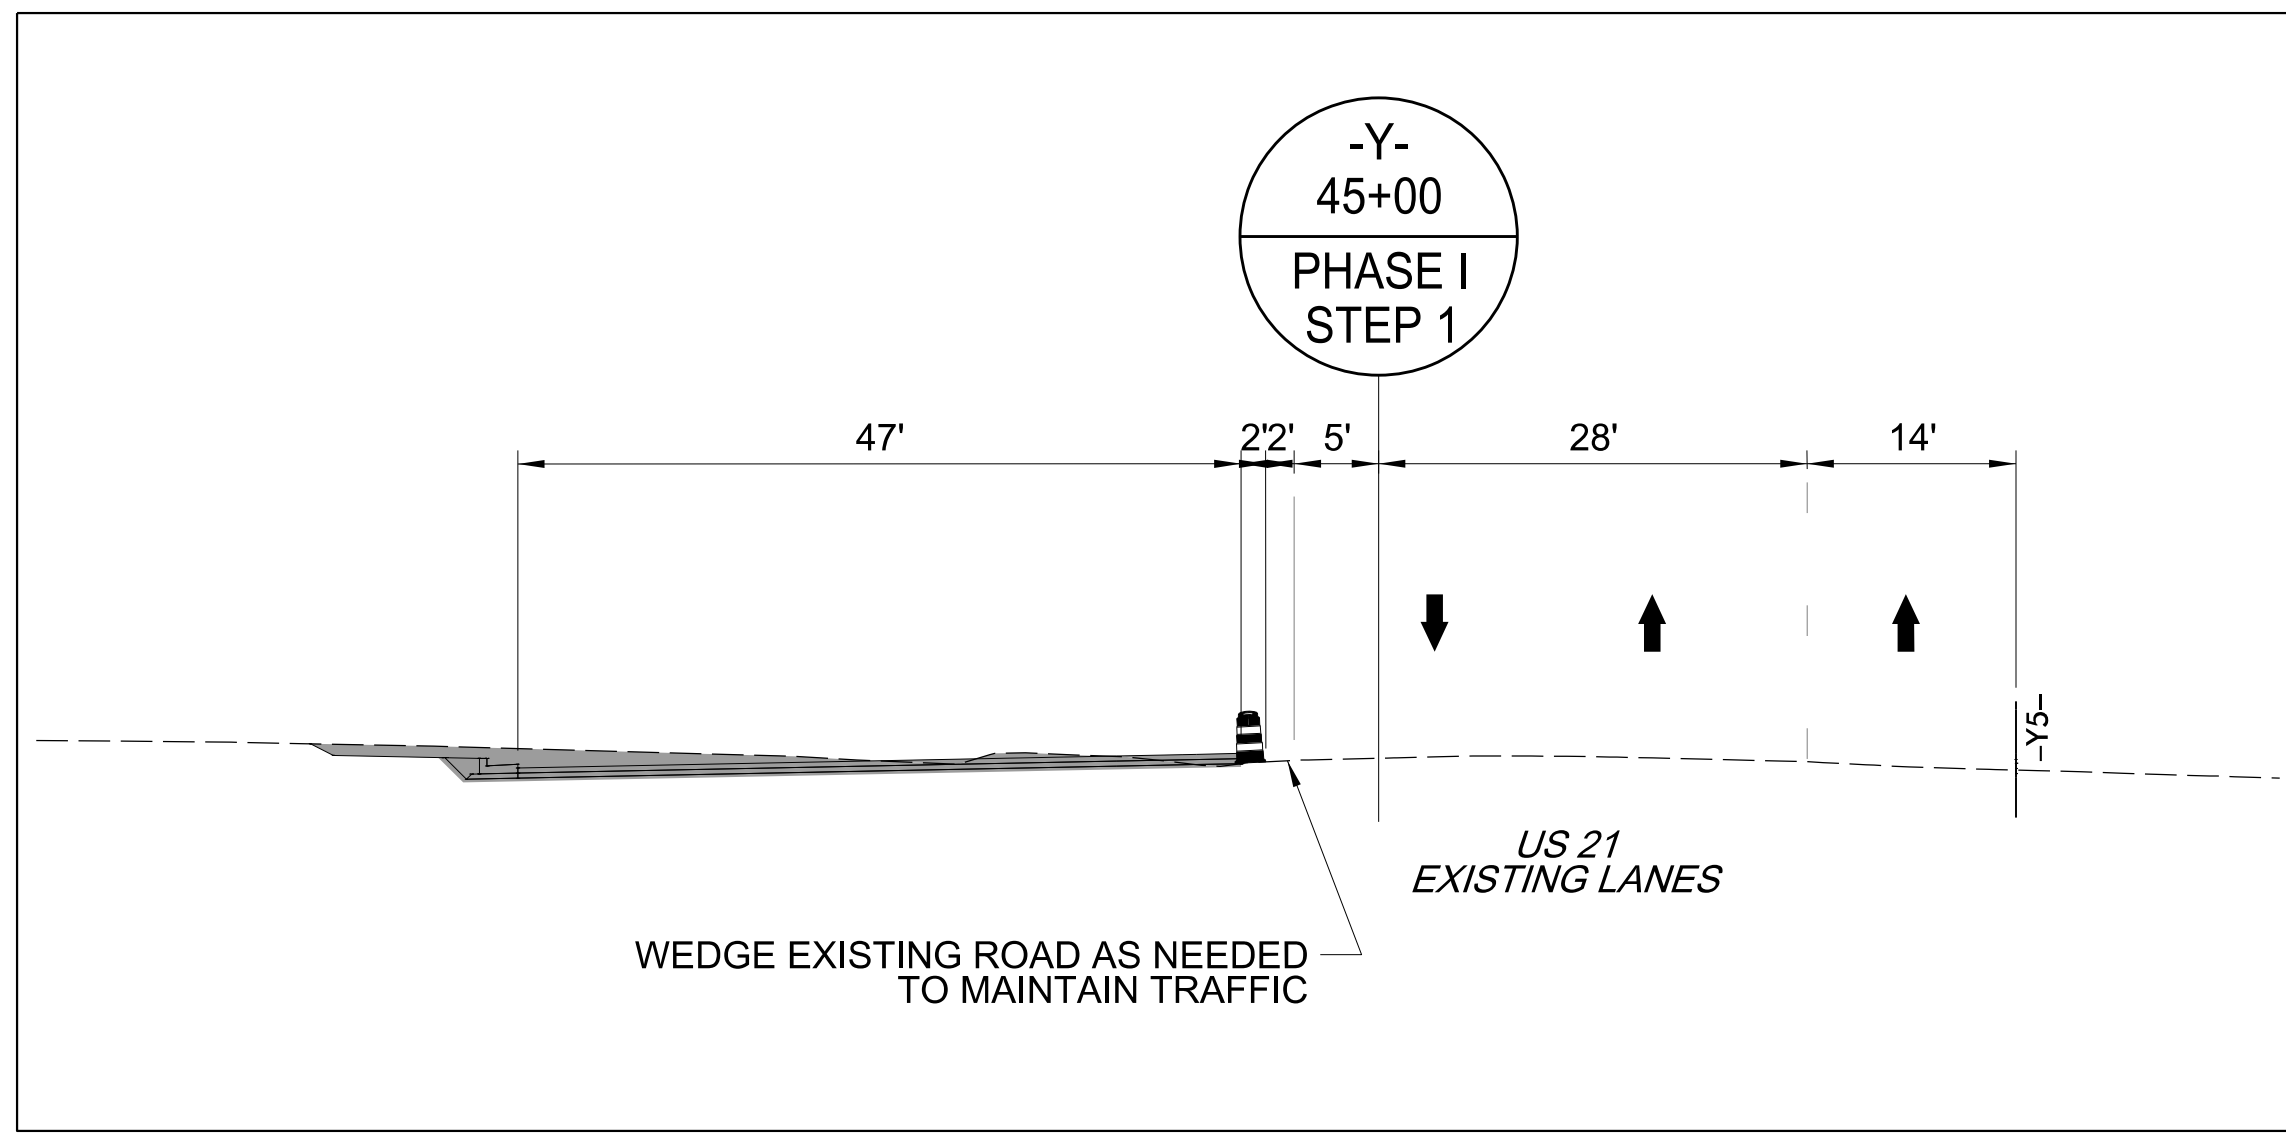 -Y-
45+00
PHASE I
STEP 1
47' 2' 2' 5' 28' 14'
-Y5-
US 21
EXISTING LANES
WEDGE EXISTING ROAD AS NEEDED
TO MAINTAIN TRAFFIC